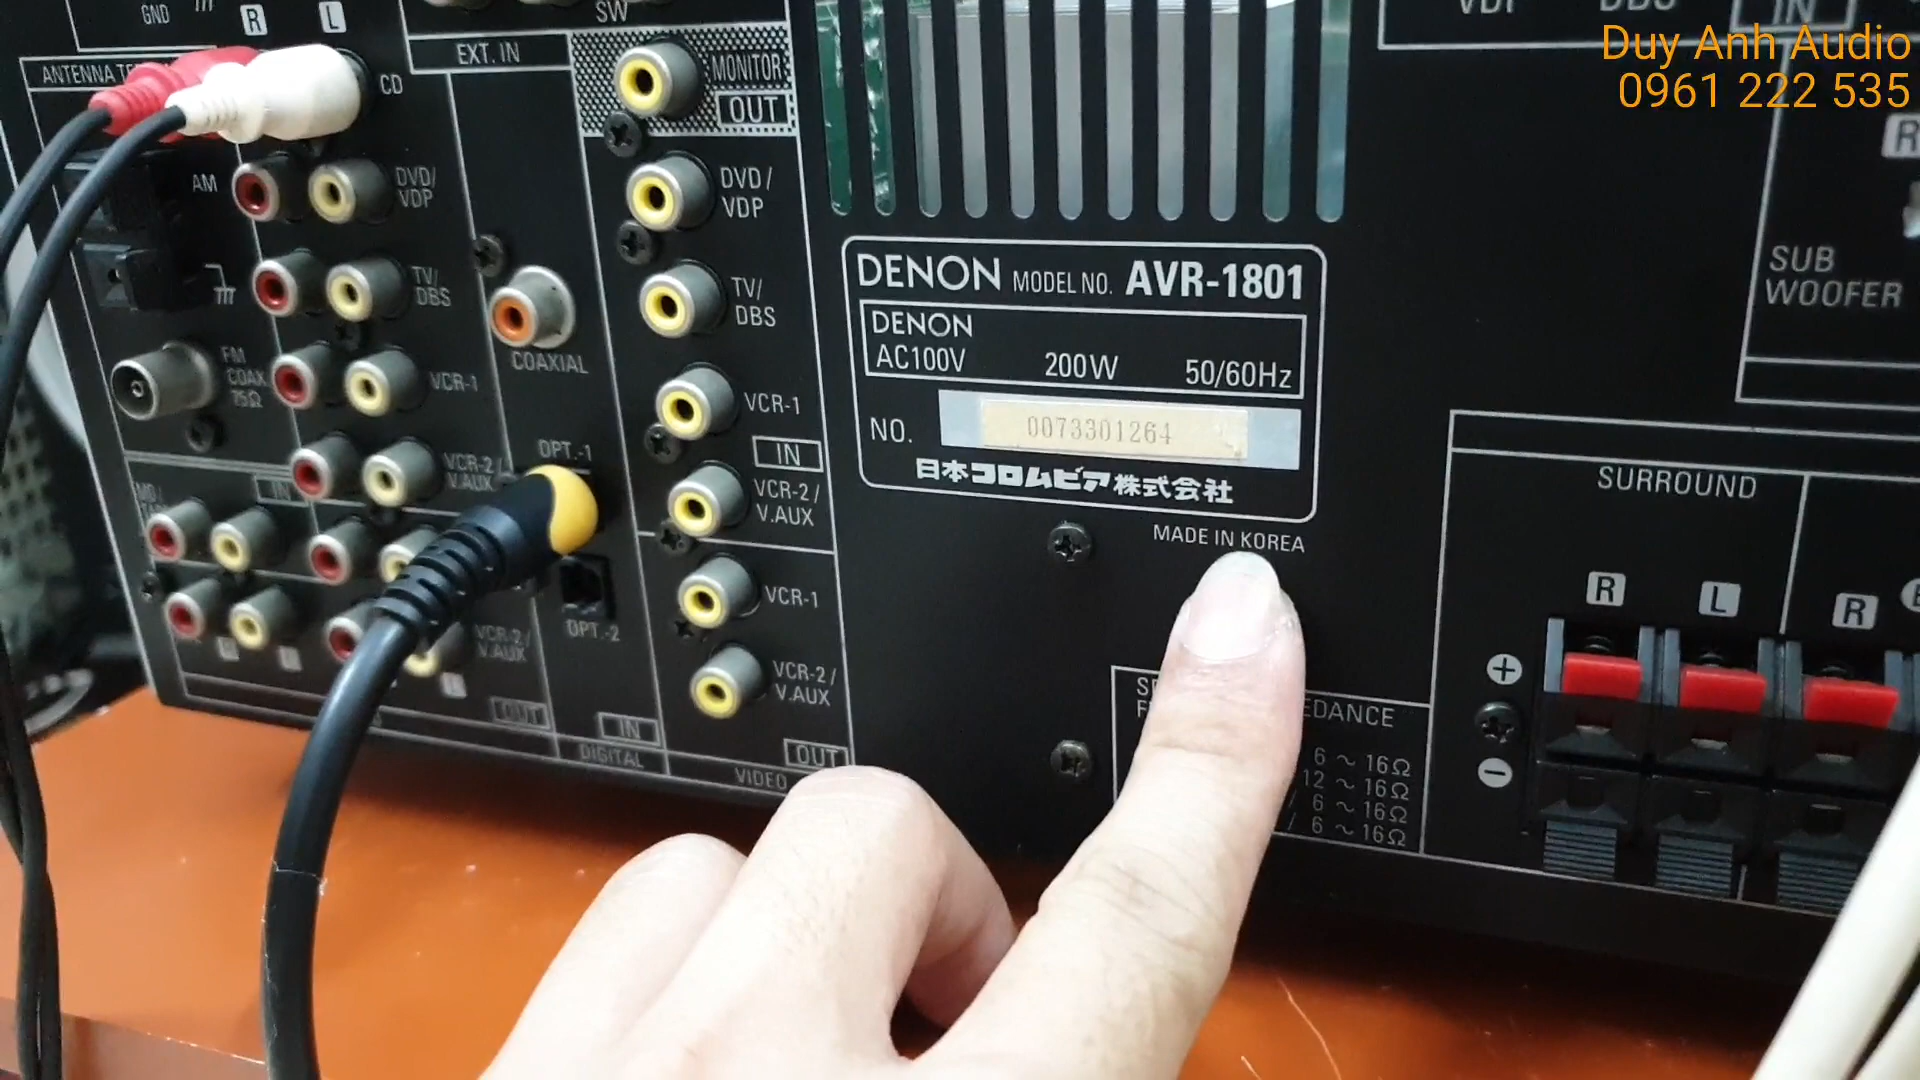 GND
R
L
SW
EXT. IN
CD
AM
DVD/
VDP
TV/
DBS
FM
COAX.
75Ω
VCR-1
VCR-2/
V.AUX
IN
R
L
VCR-2/
V.AUX
OUT
COAXIAL
OPT.-1
OPT.-2
IN
DIGITAL
MONITOR
OUT
DVD/
VDP
TV/
DBS
VCR-1
IN
VCR-2/
V.AUX
VCR-1
VCR-2/
V.AUX
OUT
VIDEO
DENON MODEL NO. AVR-1801
DENON
AC100V 200W 50/60Hz
NO. 0073301264
日本コロムビア株式会社
MADE IN KOREA
6 ~ 16Ω
12 ~ 16Ω
/ 6 ~ 16Ω
/ 6 ~ 16Ω
IN
Duy Anh Audio
0961 222 535
R
SUB
WOOFER
SURROUND
R
L
R
+
−